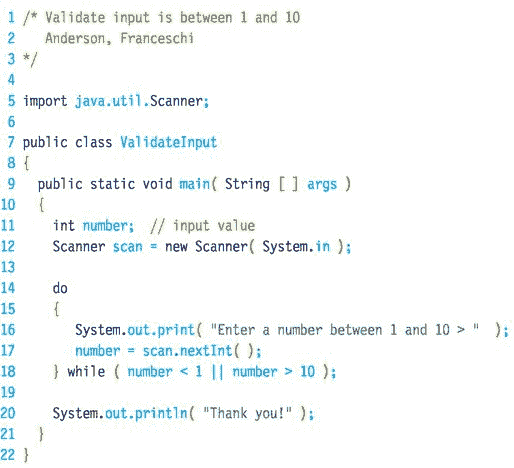 1 /* Validate input is between 1 and 10
2    Anderson, Franceschi
3 */
4
5 import java.util.Scanner;
6
7 public class ValidateInput
8 {
9   public static void main( String [ ] args )
10   {
11     int number;  // input value
12     Scanner scan = new Scanner( System.in );
13
14     do
15     {
16        System.out.print( "Enter a number between 1 and 10 > "  );
17        number = scan.nextInt( );
18     } while ( number < 1 || number > 10 );
19
20     System.out.println( "Thank you!" );
21   }
22 }